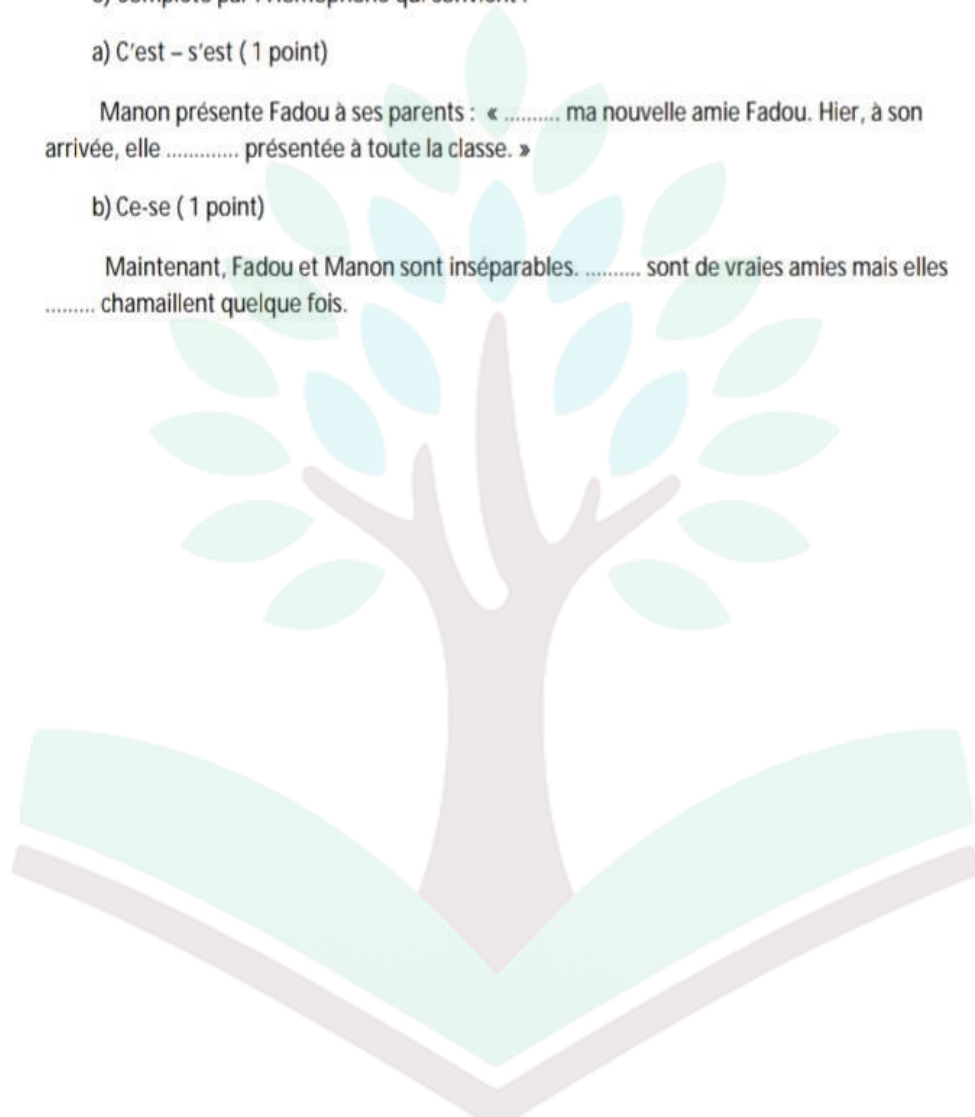 a) C'est – s'est ( 1 point)
Manon présente Fadou à ses parents : « .......... ma nouvelle amie Fadou. Hier, à son
arrivée, elle ............. présentée à toute la classe. »
b) Ce-se ( 1 point)
Maintenant, Fadou et Manon sont inséparables. .......... sont de vraies amies mais elles
......... chamaillent quelque fois.